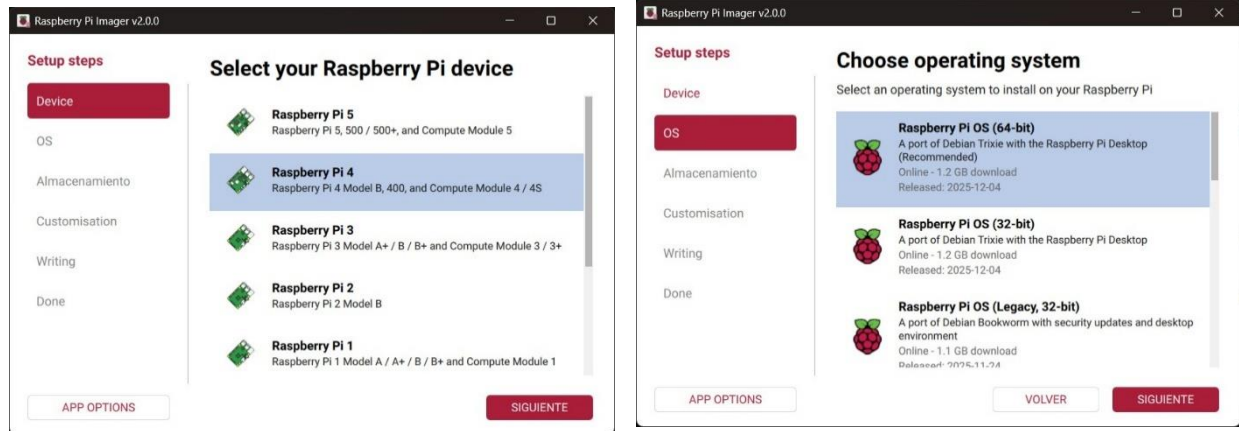 Raspberry Pi Imager v2.0.0
Setup steps
Device
OS
Almacenamiento
Customisation
Writing
Done
APP OPTIONS
Select your Raspberry Pi device
Raspberry Pi 5
Raspberry Pi 5, 500 / 500+, and Compute Module 5
Raspberry Pi 4
Raspberry Pi 4 Model B, 400, and Compute Module 4 / 4S
Raspberry Pi 3
Raspberry Pi 3 Model A+ / B / B+ and Compute Module 3 / 3+
Raspberry Pi 2
Raspberry Pi 2 Model B
Raspberry Pi 1
Raspberry Pi 1 Model A / A+ / B / B+ and Compute Module 1
SIGUIENTE
Raspberry Pi Imager v2.0.0
Setup steps
Device
OS
Almacenamiento
Customisation
Writing
Done
APP OPTIONS
Choose operating system
Select an operating system to install on your Raspberry Pi
Raspberry Pi OS (64-bit)
A port of Debian Trixie with the Raspberry Pi Desktop
(Recommended)
Online - 1.2 GB download
Released: 2025-12-04
Raspberry Pi OS (32-bit)
A port of Debian Trixie with the Raspberry Pi Desktop
Online - 1.2 GB download
Released: 2025-12-04
Raspberry Pi OS (Legacy, 32-bit)
A port of Debian Bookworm with security updates and desktop
environment
Online - 1.1 GB download
Released: 2025-11-24
VOLVER
SIGUIENTE